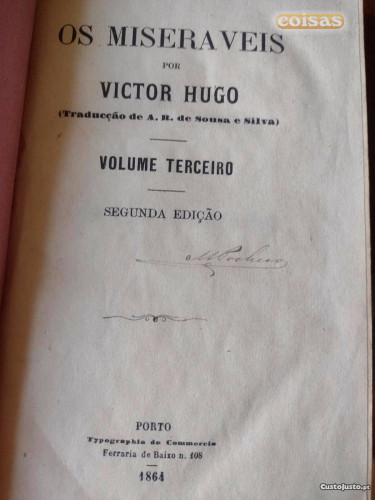 coisas
OS MISERAVEIS
POR
VICTOR HUGO
(Traducção de A. R. de Sousa e Silva)
VOLUME TERCEIRO
SEGUNDA EDIÇÃO
PORTO
Typographia do Commercio
Ferraria de Baixo n. 108
1864
CustoJusto.pt